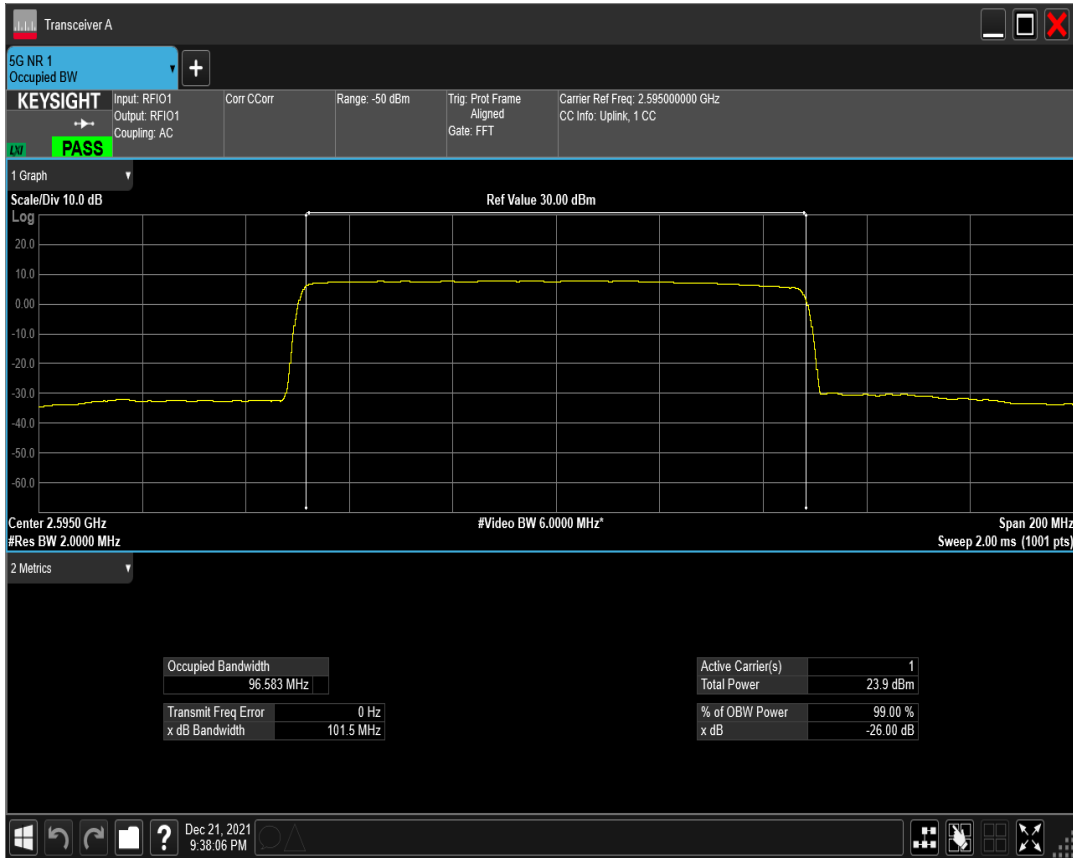 Transceiver A
5G NR 1
Occupied BW
KEYSIGHT
Input: RFIO1
Output: RFIO1
Coupling: AC
Corr CCorr
Range: -50 dBm
Trig: Prot Frame
Aligned
Gate: FFT
Carrier Ref Freq: 2.595000000 GHz
CC Info: Uplink, 1 CC
LXI
PASS
1 Graph
Scale/Div 10.0 dB
Ref Value 30.00 dBm
Log
20.0
10.0
0.00
-10.0
-20.0
-30.0
-40.0
-50.0
-60.0
Center 2.5950 GHz
#Video BW 6.0000 MHz*
Span 200 MHz
#Res BW 2.0000 MHz
Sweep 2.00 ms (1001 pts)
2 Metrics
Occupied Bandwidth
96.583 MHz
Transmit Freq Error 0 Hz
x dB Bandwidth 101.5 MHz
Active Carrier(s) 1
Total Power 23.9 dBm
% of OBW Power 99.00 %
x dB -26.00 dB
?
Dec 21, 2021
9:38:06 PM